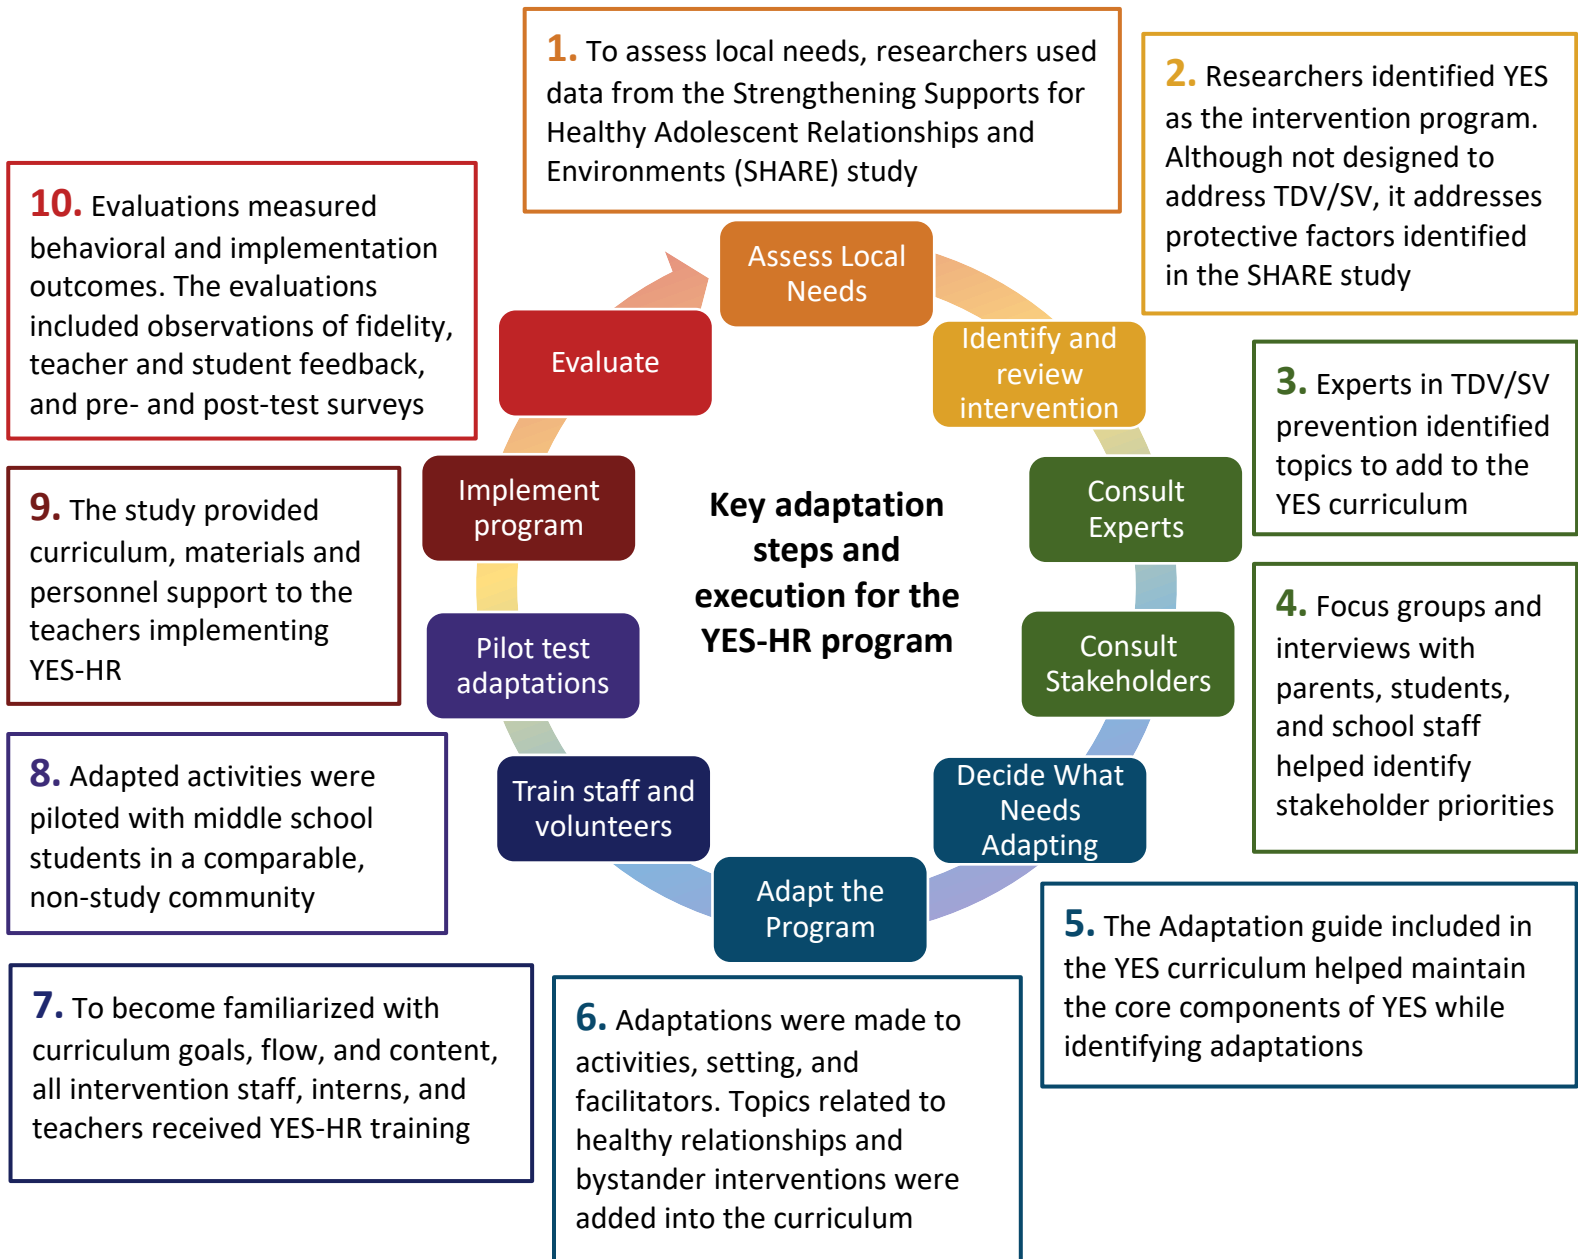 1. To assess local needs, researchers used
data from the Strengthening Supports for
Healthy Adolescent Relationships and
Environments (SHARE) study
2. Researchers identified YES
as the intervention program.
Although not designed to
address TDV/SV, it addresses
protective factors identified
in the SHARE study
3. Experts in TDV/SV
prevention identified
topics to add to the
YES curriculum
4. Focus groups and
interviews with
parents, students,
and school staff
helped identify
stakeholder priorities
5. The Adaptation guide included in
the YES curriculum helped maintain
the core components of YES while
identifying adaptations
6. Adaptations were made to
activities, setting, and
facilitators. Topics related to
healthy relationships and
bystander interventions were
added into the curriculum
7. To become familiarized with
curriculum goals, flow, and content,
all intervention staff, interns, and
teachers received YES-HR training
8. Adapted activities were
piloted with middle school
students in a comparable,
non-study community
9. The study provided
curriculum, materials and
personnel support to the
teachers implementing
YES-HR
10. Evaluations measured
behavioral and implementation
outcomes. The evaluations
included observations of fidelity,
teacher and student feedback,
and pre- and post-test surveys
Assess Local
Needs
Identify and
review
intervention
Consult
Experts
Consult
Stakeholders
Decide What
Needs
Adapting
Adapt the
Program
Train staff and
volunteers
Pilot test
adaptations
Implement
program
Evaluate
Key adaptation
steps and
execution for the
YES-HR program